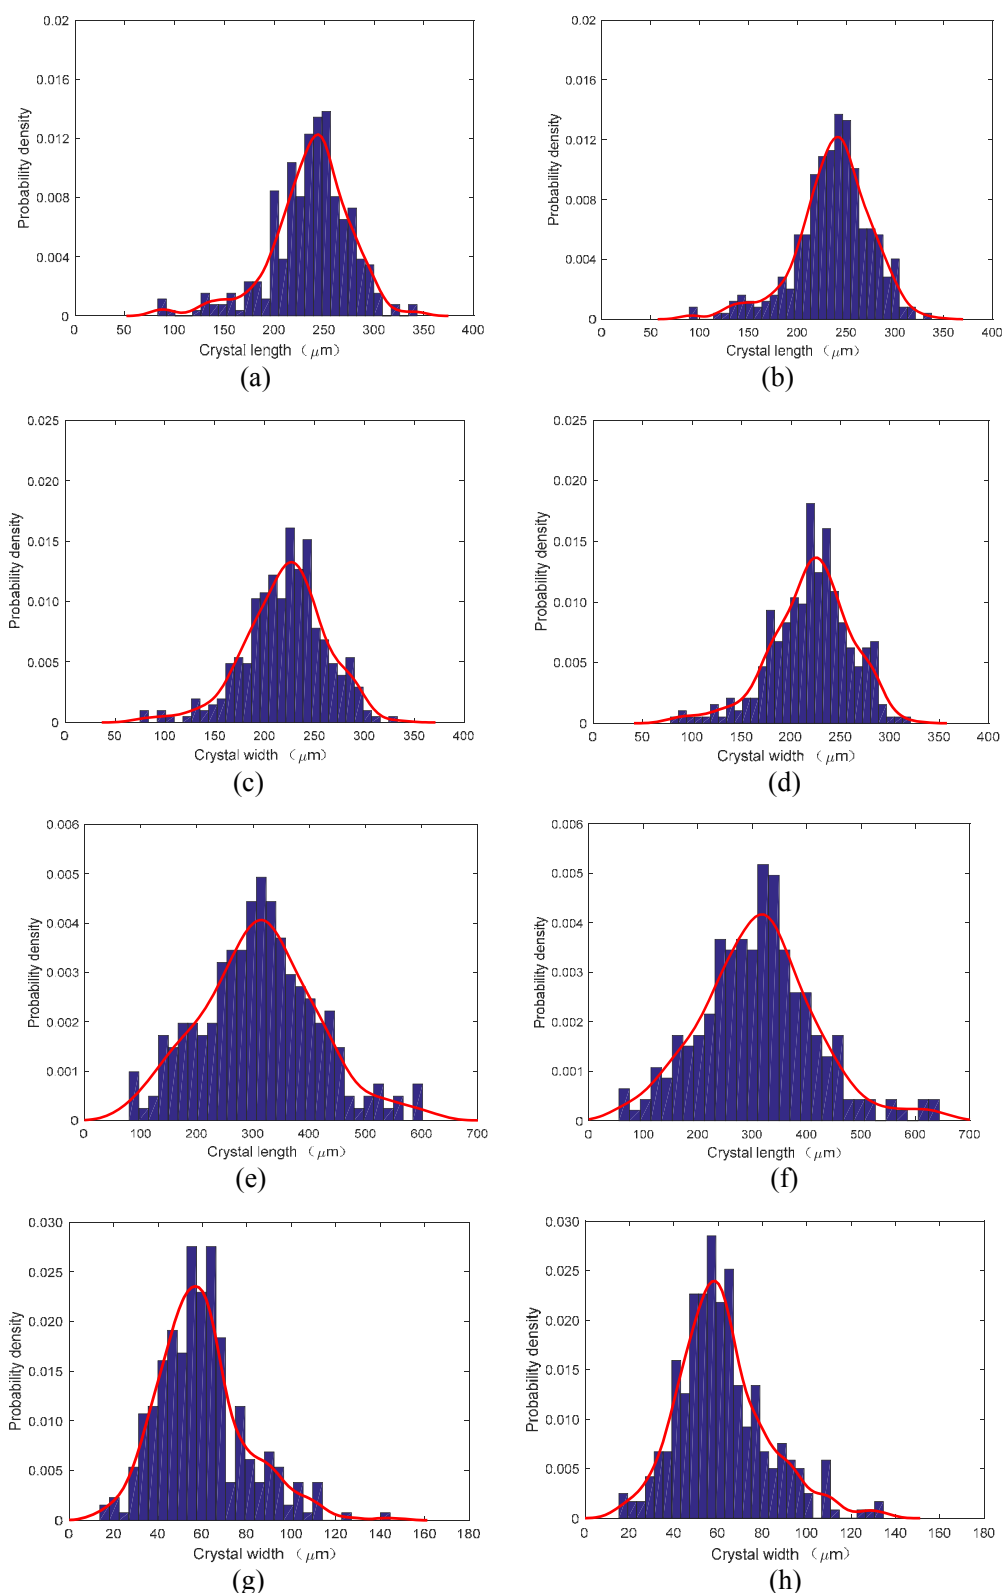 0.02
0.016
0.012
0.008
0.004
0
Probability density
0 50 100 150 200 250 300 350 400
Crystal length（μm）
(a)
0.02
0.016
0.012
0.008
0.004
0
Probability density
0 50 100 150 200 250 300 350 400
Crystal length（μm）
(b)
0.025
0.020
0.015
0.010
0.005
0
Probability density
0 50 100 150 200 250 300 350 400
Crystal width（μm）
(c)
0.025
0.020
0.015
0.010
0.005
0
Probability density
0 50 100 150 200 250 300 350 400
Crystal width（μm）
(d)
0.006
0.005
0.004
0.003
0.002
0.001
0
Probability density
0 100 200 300 400 500 600 700
Crystal length（μm）
(e)
0.006
0.005
0.004
0.003
0.002
0.001
0
Probability density
0 100 200 300 400 500 600 700
Crystal length（μm）
(f)
0.030
0.025
0.020
0.015
0.010
0.005
0
Probability density
0 20 40 60 80 100 120 140 160 180
Crystal width（μm）
(g)
0.030
0.025
0.020
0.015
0.010
0.005
0
Probability density
0 20 40 60 80 100 120 140 160 180
Crystal width（μm）
(h)